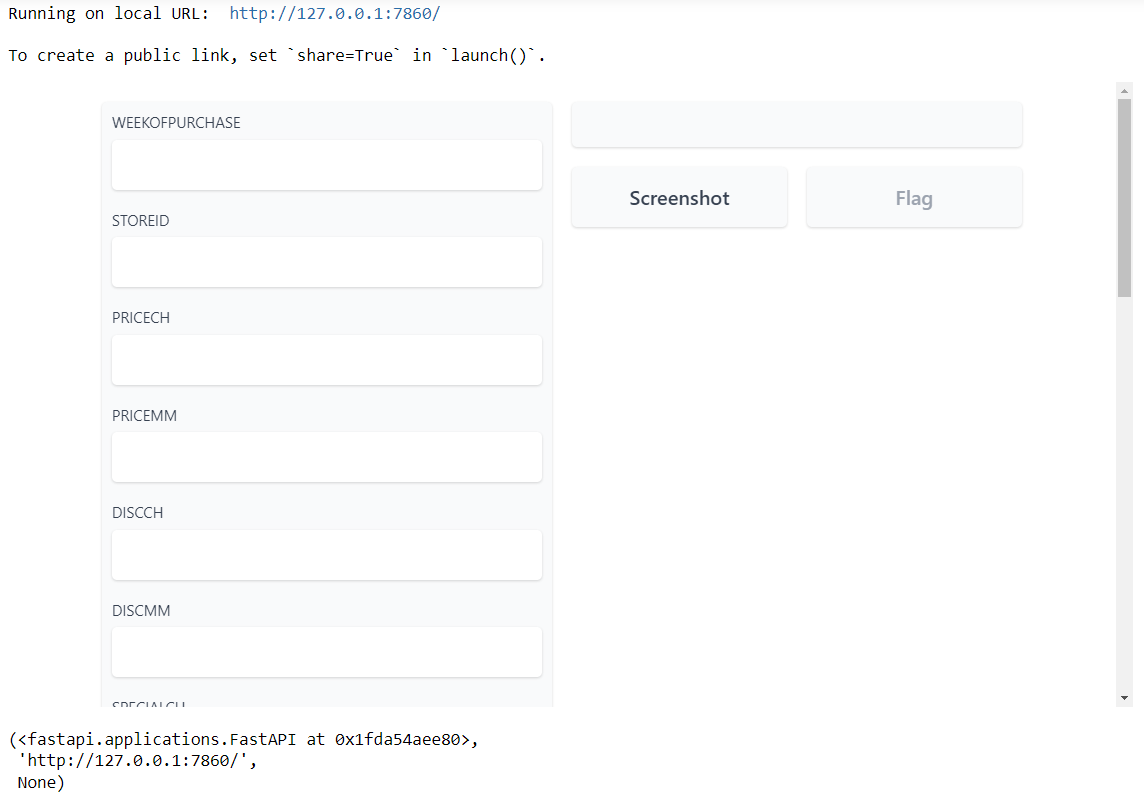 Running on local URL:  http://127.0.0.1:7860/
To create a public link, set `share=True` in `launch()`.
WEEKOFPURCHASE
STOREID
Screenshot
Flag
PRICECH
PRICEMM
DISCCH
DISCMM
SPECIALCH
(<fastapi.applications.FastAPI at 0x1fda54aee80>,
'http://127.0.0.1:7860/',
None)